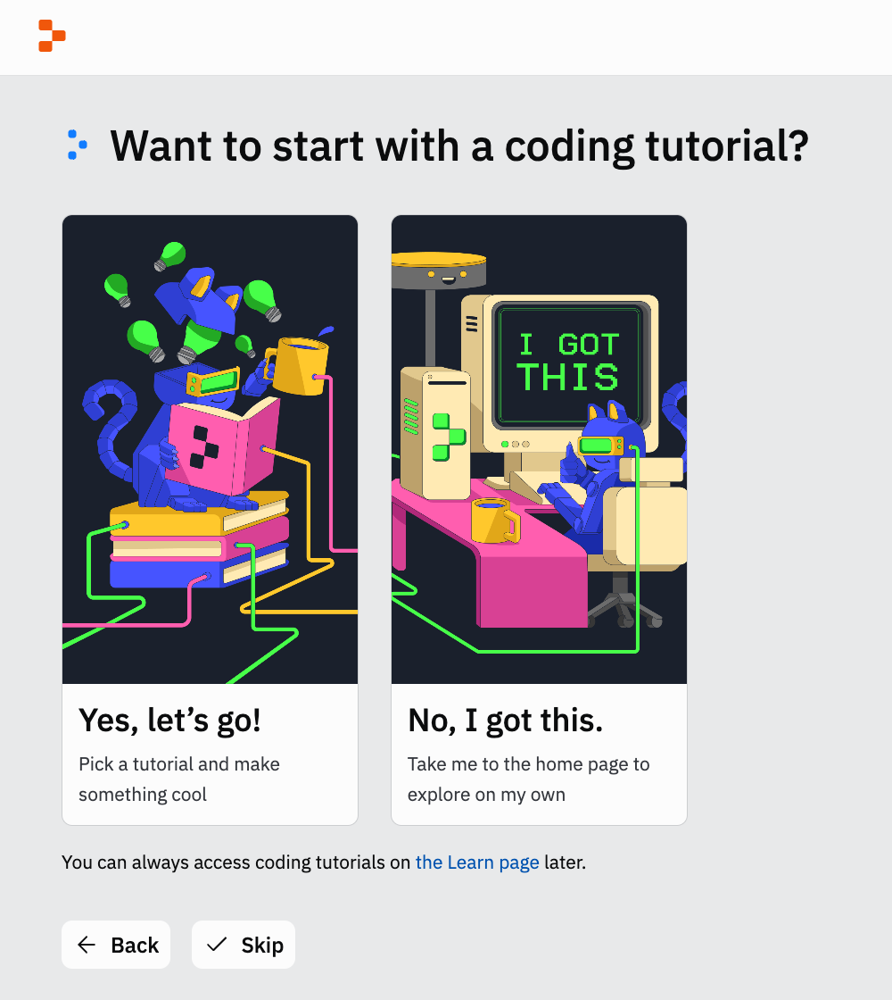 Want to start with a coding tutorial?
I GOT
THIS
Yes, let’s go!
Pick a tutorial and make
something cool
No, I got this.
Take me to the home page to
explore on my own
You can always access coding tutorials on the Learn page later.
Back
Skip